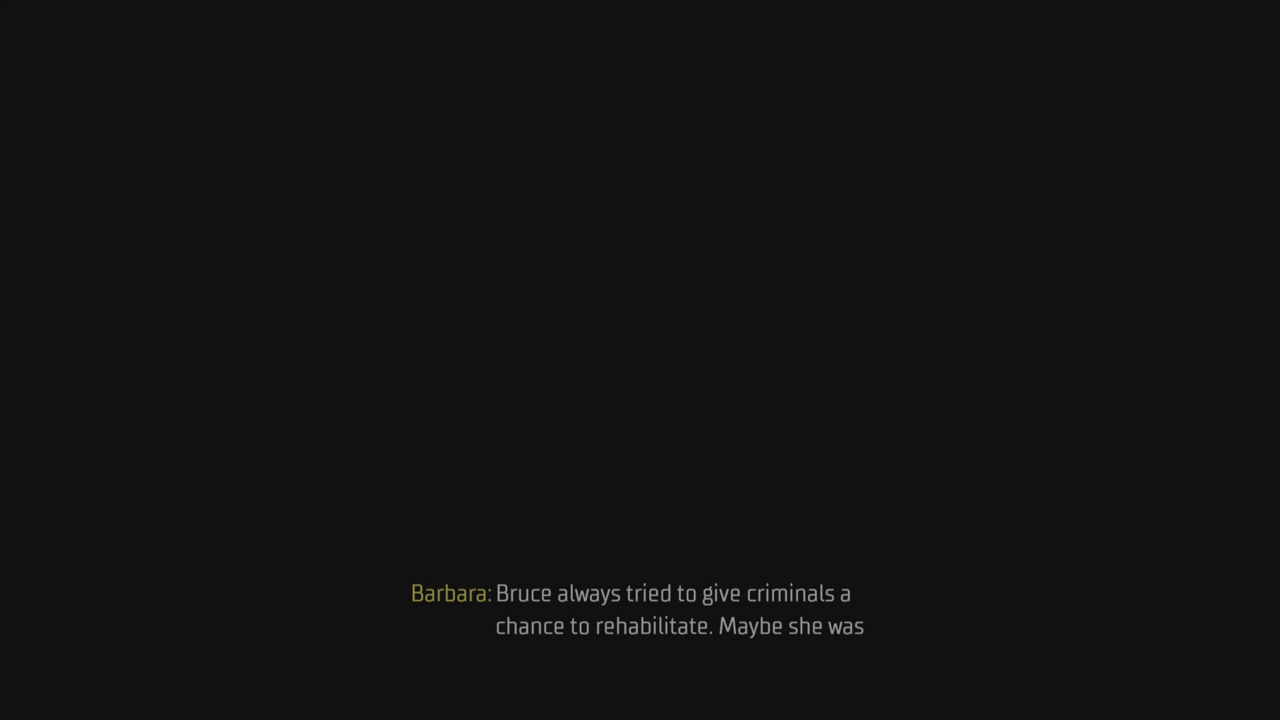 Barbara: Bruce always tried to give criminals a
chance to rehabilitate. Maybe she was